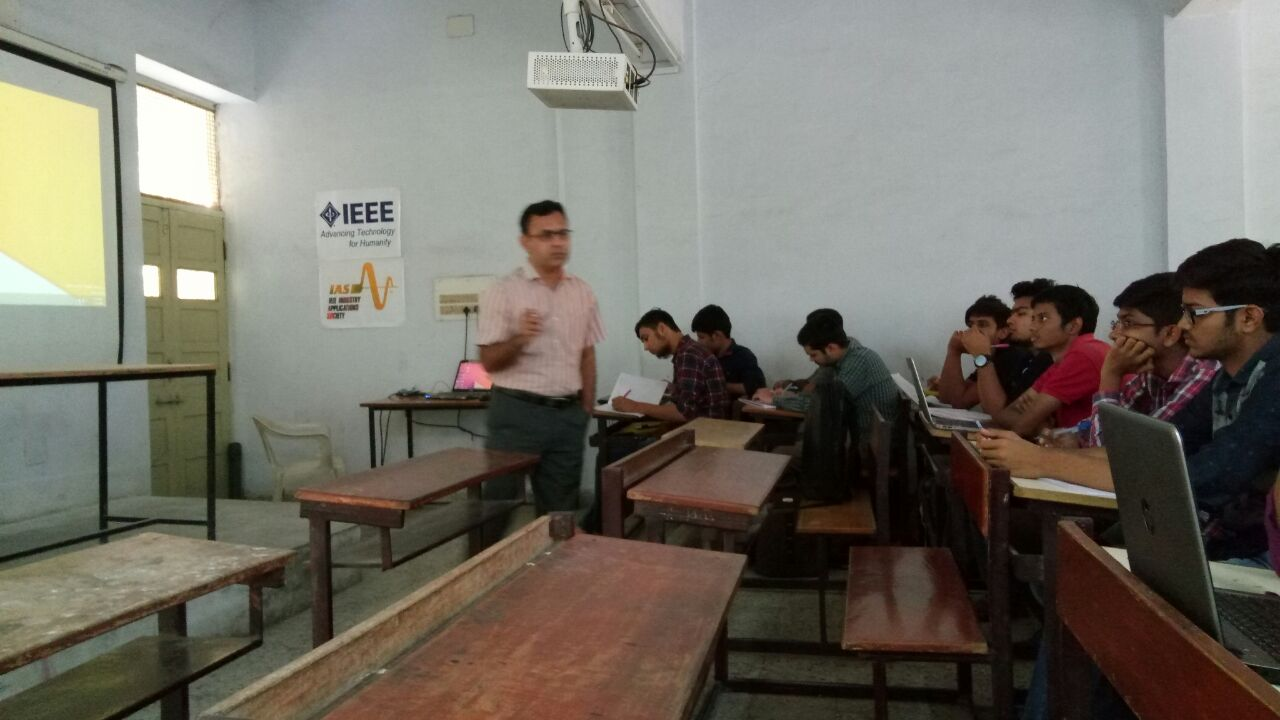 IEEE
Advancing Technology
for Humanity
IAS
IEEE INDUSTRY
APPLICATIONS
SOCIETY